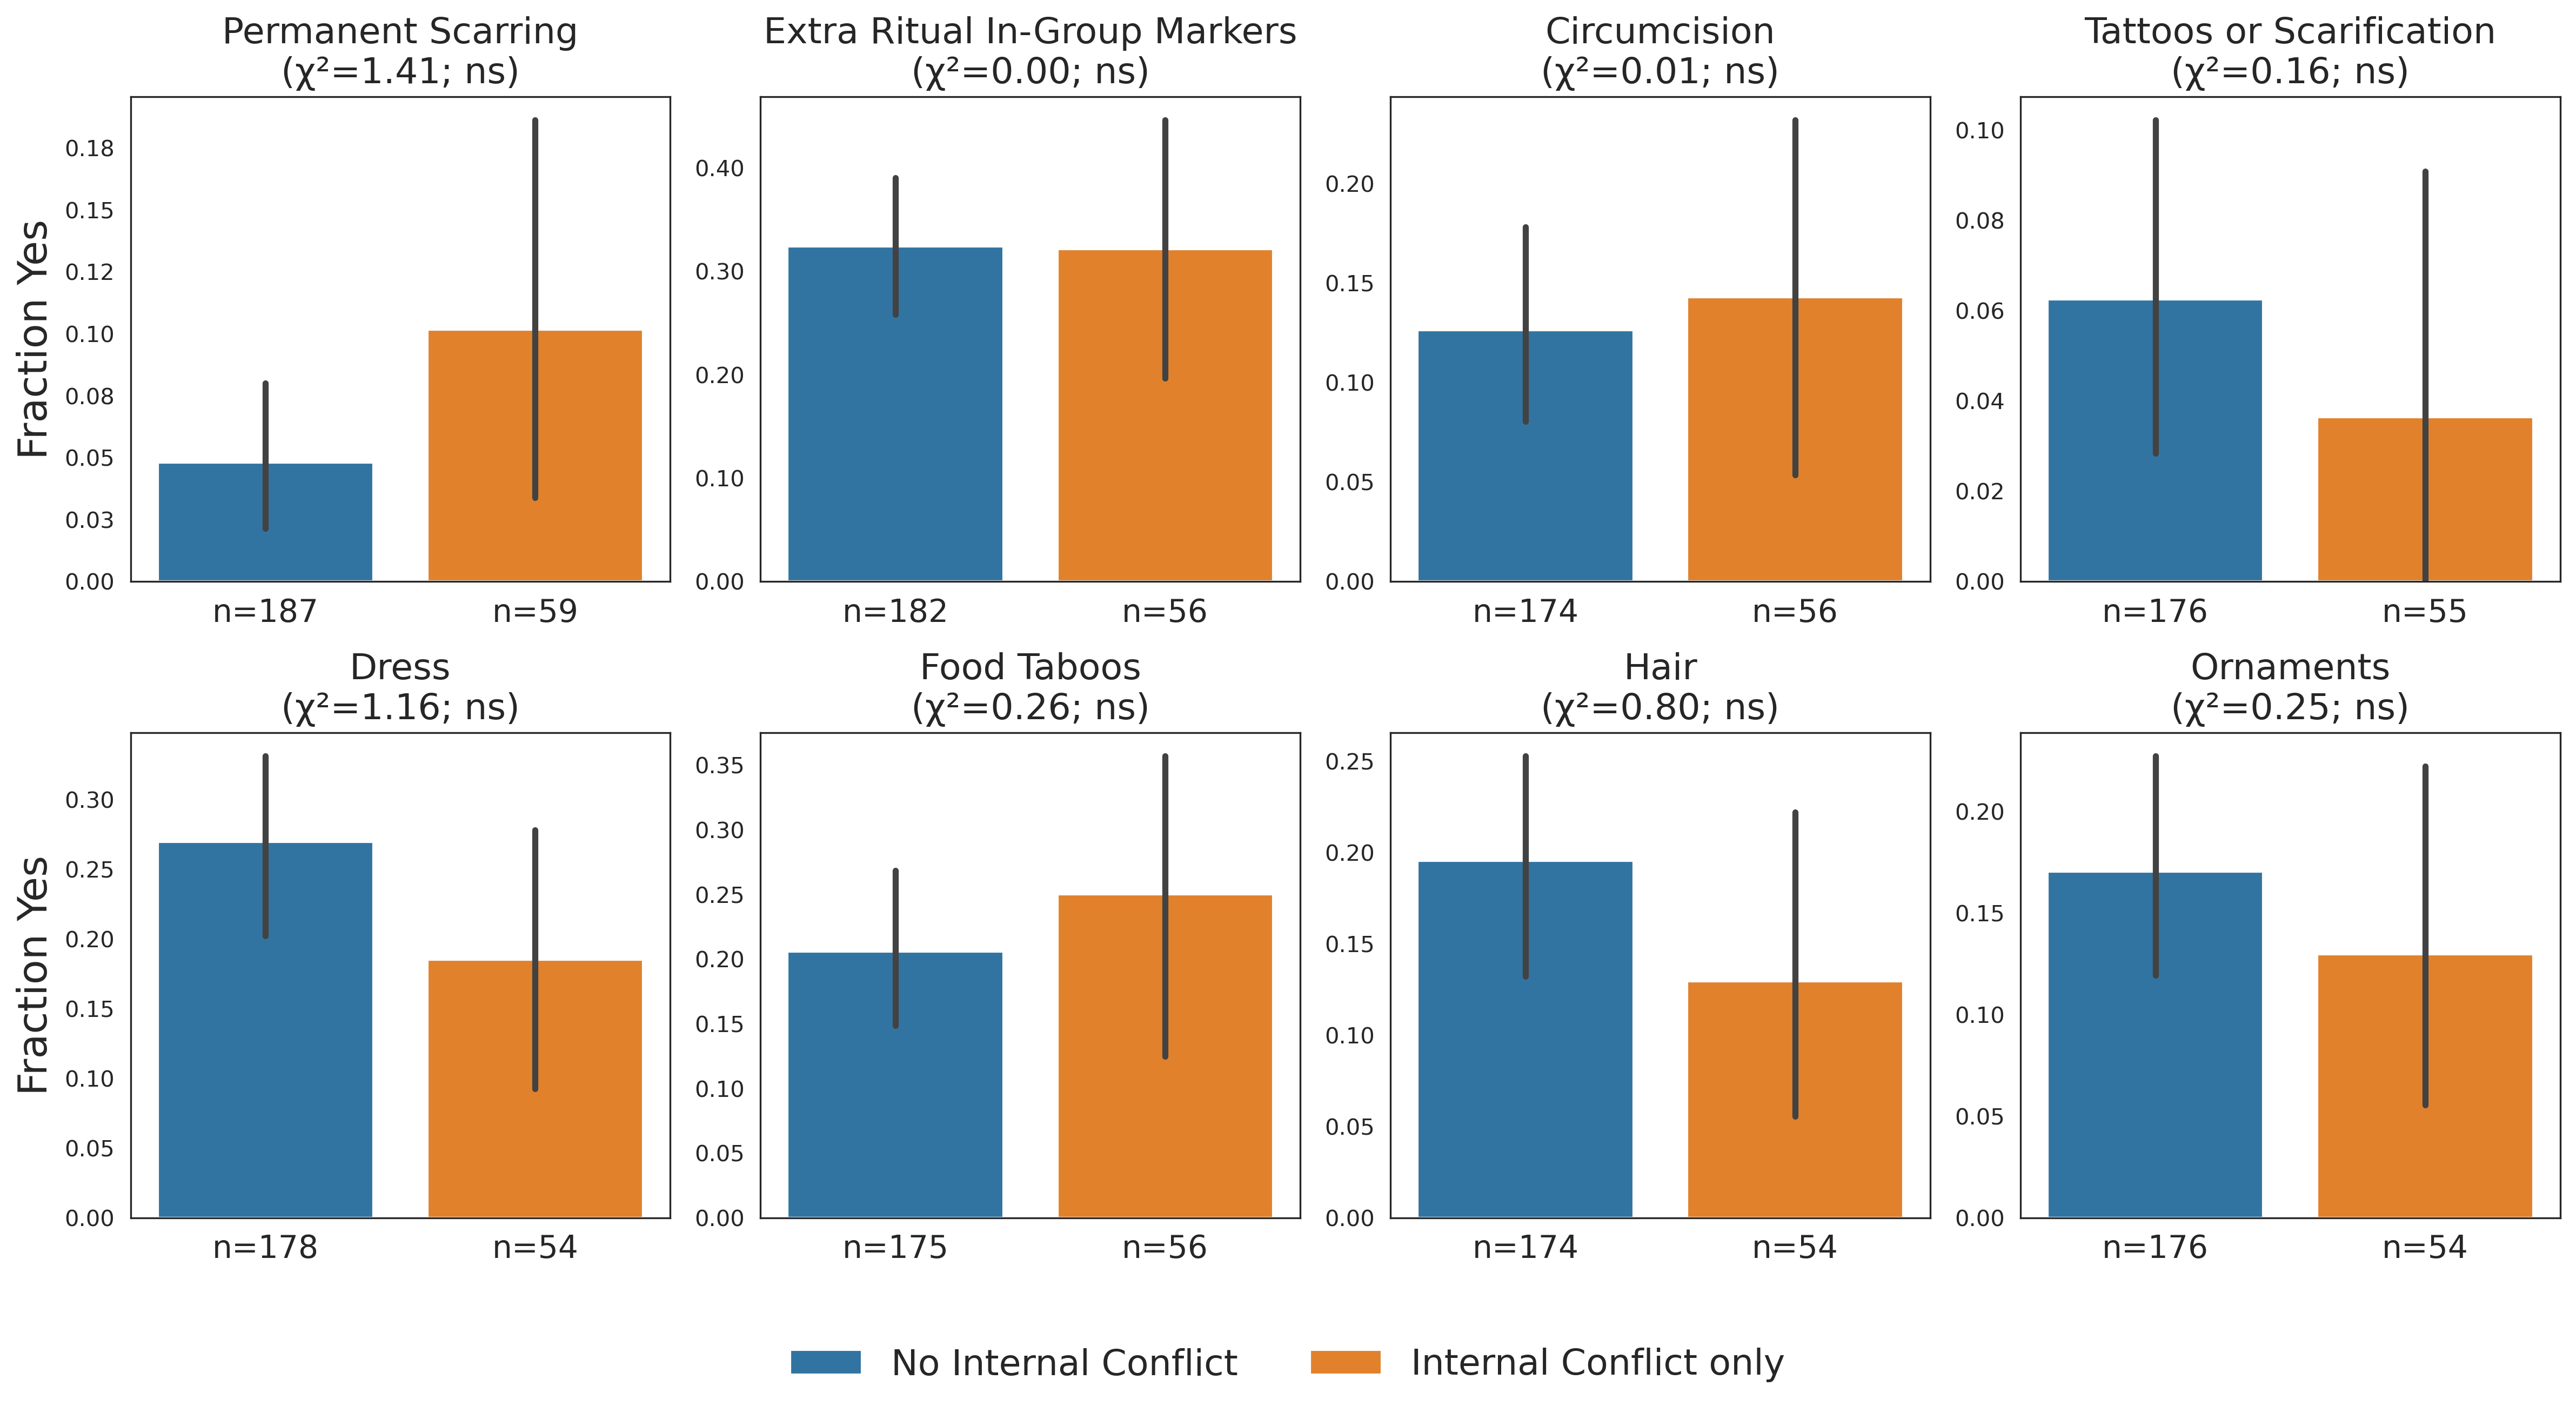 Permanent Scarring
(χ²=1.41; ns)
Fraction Yes
0.18
0.15
0.12
0.10
0.08
0.05
0.03
0.00
n=187 n=59
Extra Ritual In-Group Markers
(χ²=0.00; ns)
0.40
0.30
0.20
0.10
0.00
n=182 n=56
Circumcision
(χ²=0.01; ns)
0.20
0.15
0.10
0.05
0.00
n=174 n=56
Tattoos or Scarification
(χ²=0.16; ns)
0.10
0.08
0.06
0.04
0.02
0.00
n=176 n=55
Dress
(χ²=1.16; ns)
Fraction Yes
0.30
0.25
0.20
0.15
0.10
0.05
0.00
n=178 n=54
Food Taboos
(χ²=0.26; ns)
0.35
0.30
0.25
0.20
0.15
0.10
0.05
0.00
n=175 n=56
Hair
(χ²=0.80; ns)
0.25
0.20
0.15
0.10
0.05
0.00
n=174 n=54
Ornaments
(χ²=0.25; ns)
0.20
0.15
0.10
0.05
0.00
n=176 n=54
No Internal Conflict Internal Conflict only